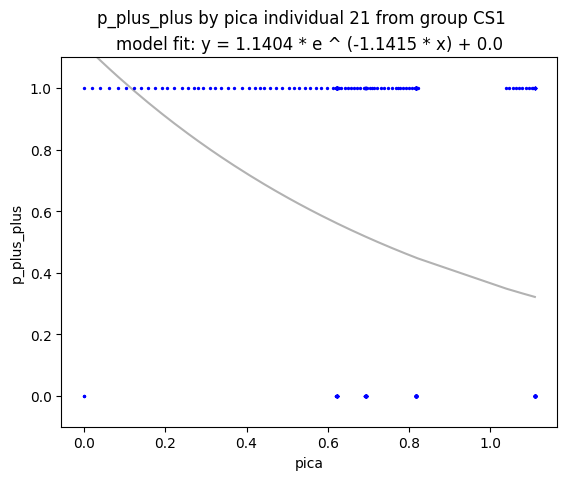 p_plus_plus by pica individual 21 from group CS1
model fit: y = 1.1404 * e ^ (-1.1415 * x) + 0.0
1.0
0.8
0.6
0.4
0.2
0.0
p_plus_plus
0.0 0.2 0.4 0.6 0.8 1.0
pica